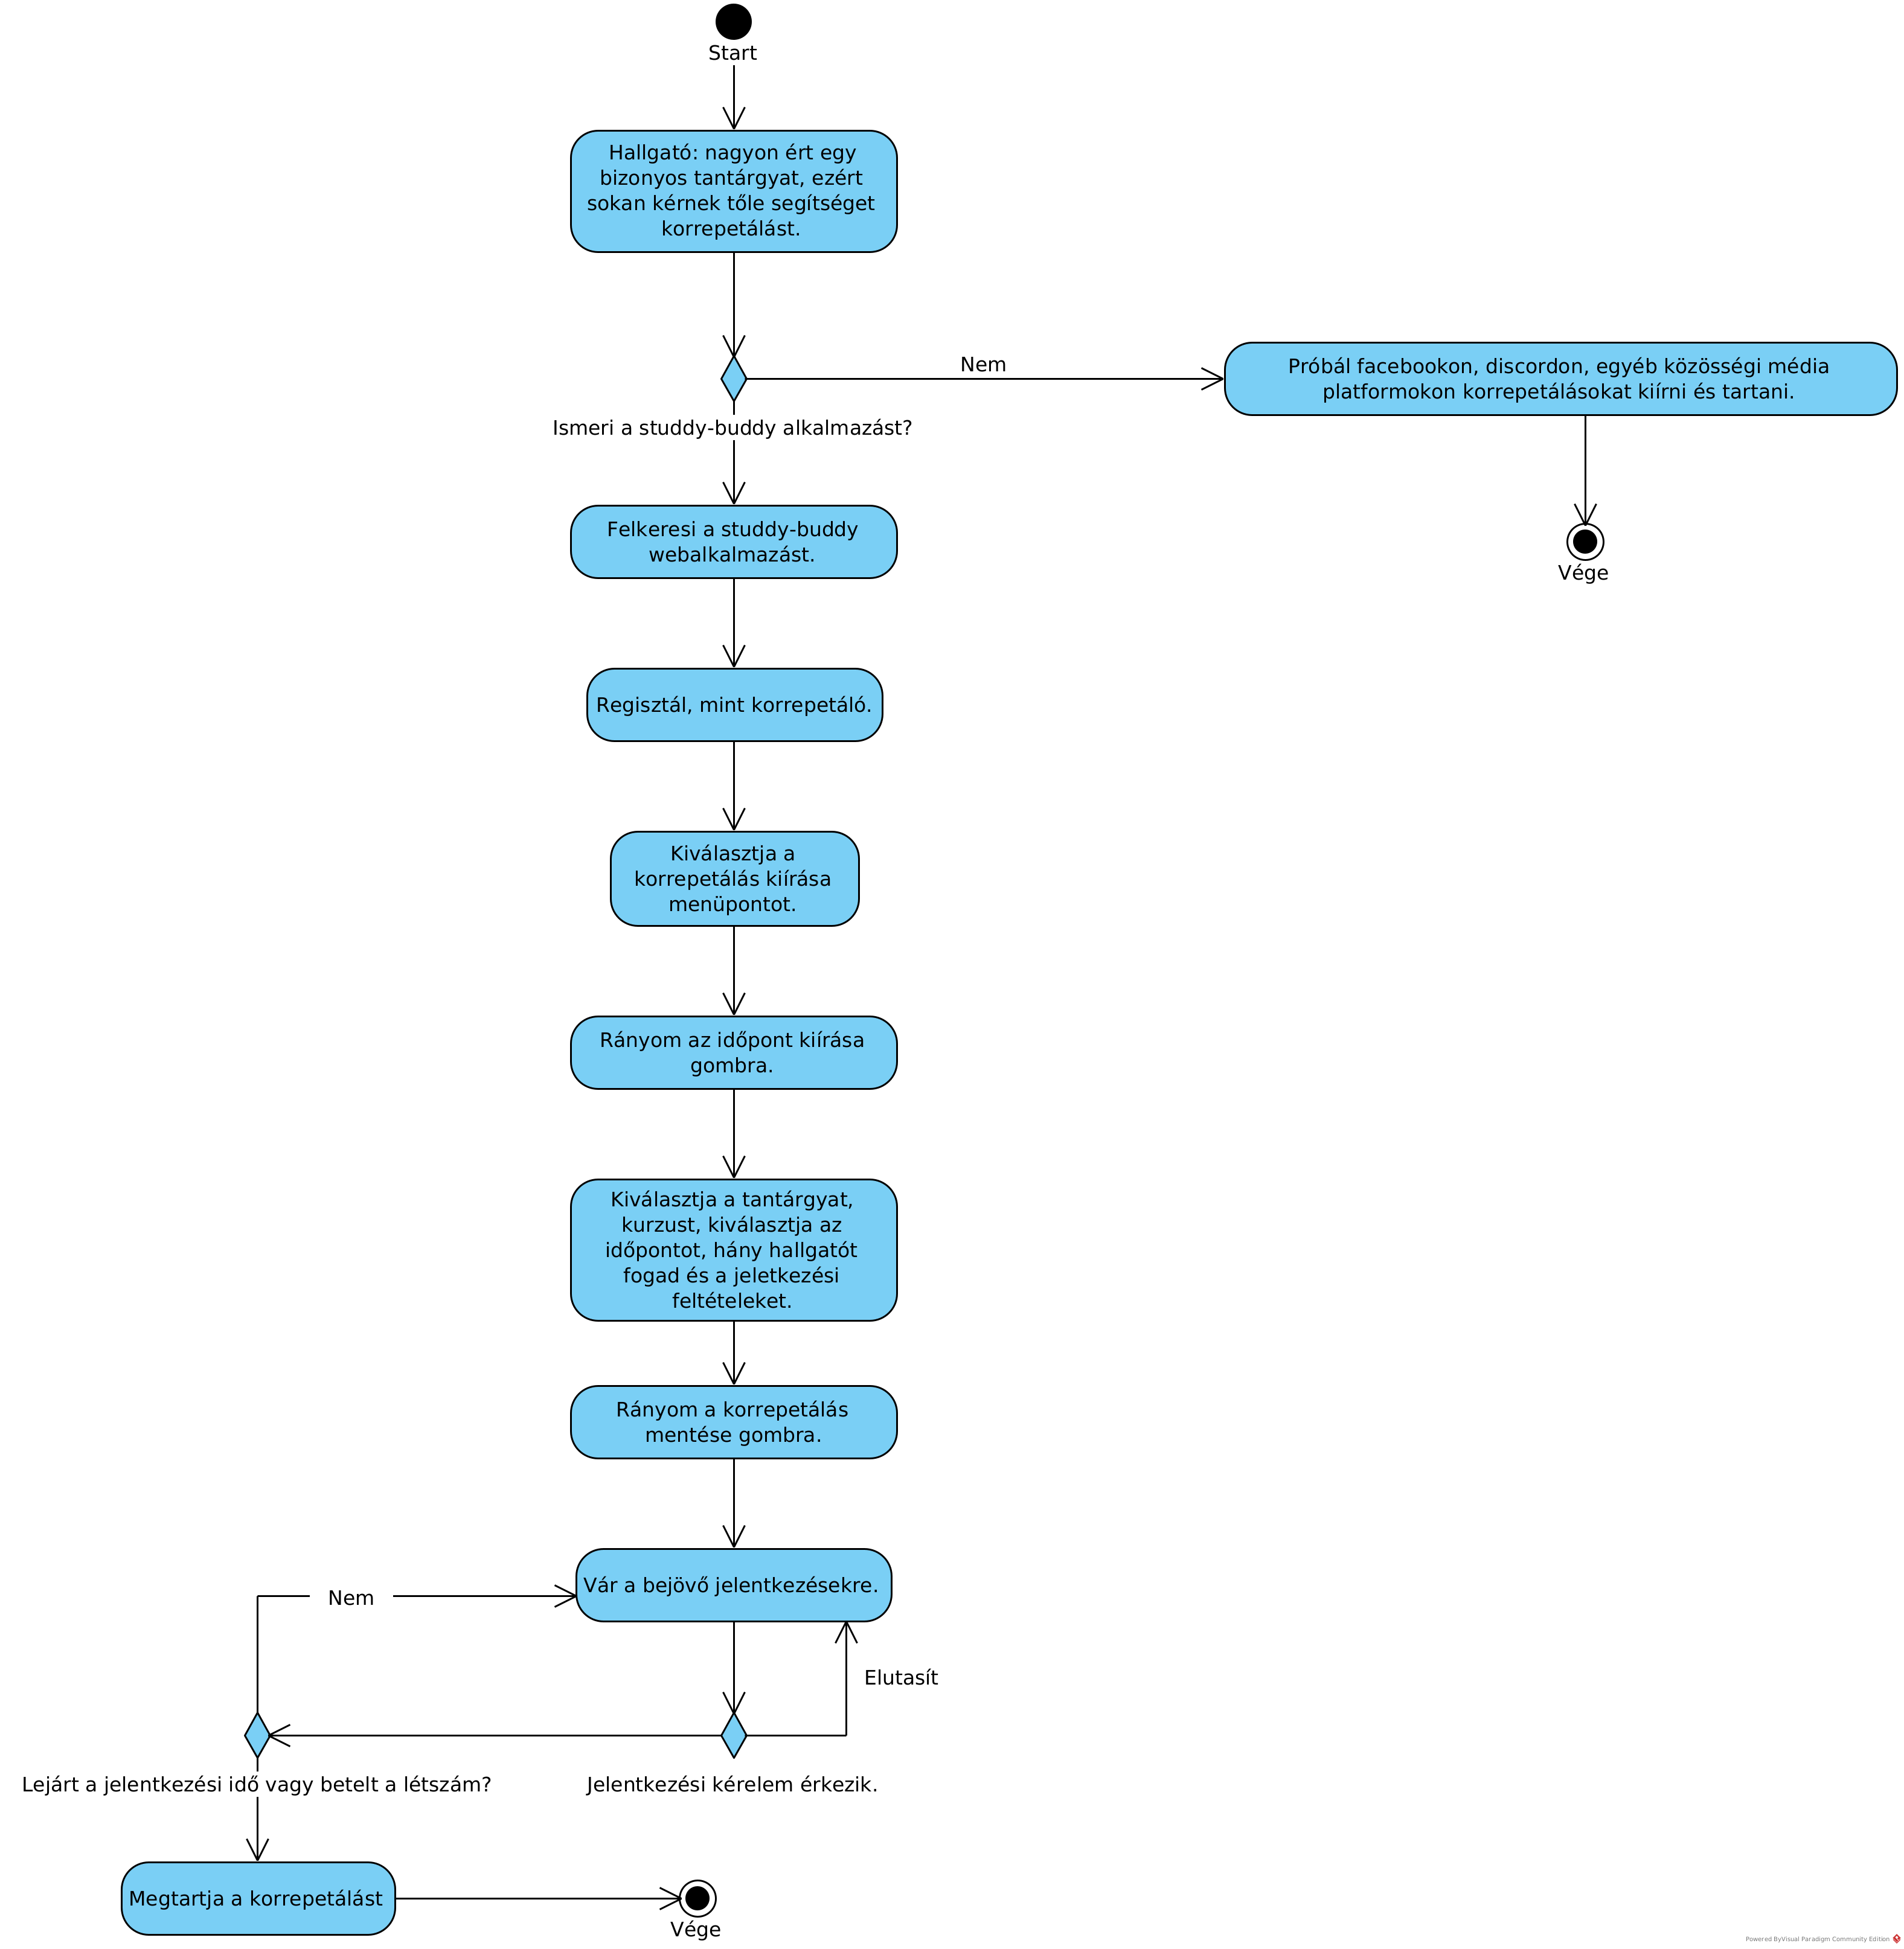 Start
Hallgató: nagyon ért egy
bizonyos tantárgyat, ezért
sokan kérnek tőle segítséget
korrepetálást.
Nem
Próbál facebookon, discordon, egyéb közösségi média
platformokon korrepetálásokat kiírni és tartani.
Ismeri a studdy-buddy alkalmazást?
Felkeresi a studdy-buddy
webalkalmazást.
Vége
Regisztál, mint korrepetáló.
Kiválasztja a
korrepetálás kiírása
menüpontot.
Rányom az időpont kiírása
gombra.
Kiválasztja a tantárgyat,
kurzust, kiválasztja az
időpontot, hány hallgatót
fogad és a jeletkezési
feltételeket.
Rányom a korrepetálás
mentése gombra.
Vár a bejövő jelentkezésekre.
Nem
Elutasít
Lejárt a jelentkezési idő vagy betelt a létszám?
Jelentkezési kérelem érkezik.
Megtartja a korrepetálást
Vége
Powered ByVisual Paradigm Community Edition